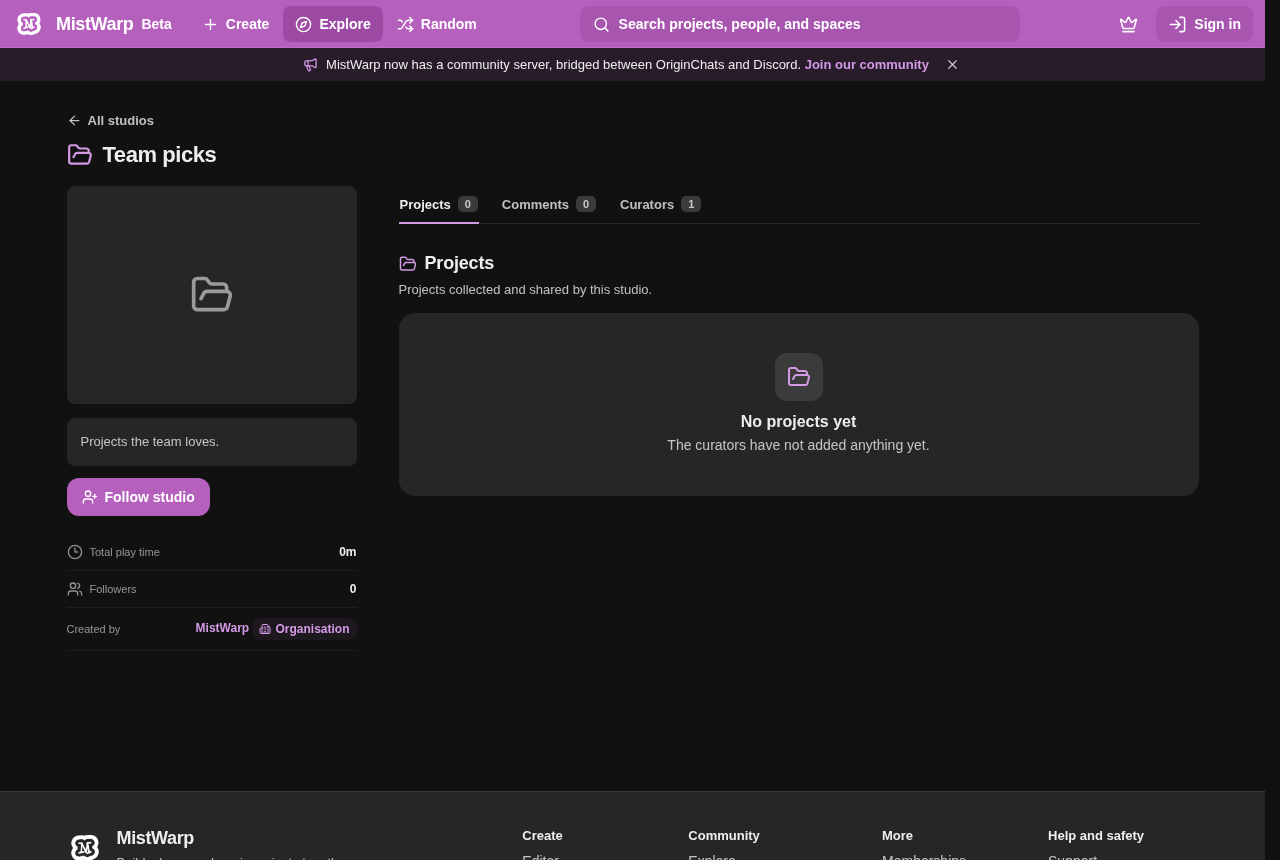 MistWarp Beta
Create
Explore
Random
Search projects, people, and spaces
Sign in
MistWarp now has a community server, bridged between OriginChats and Discord. Join our community
All studios
Team picks
Projects the team loves.
Follow studio
Total play time 0m
Followers 0
Created by MistWarp Organisation
Projects 0
Comments 0
Curators 1
Projects
Projects collected and shared by this studio.
No projects yet
The curators have not added anything yet.
MistWarp
Create
Editor
Community
Explore
More
Memberships
Help and safety
Support